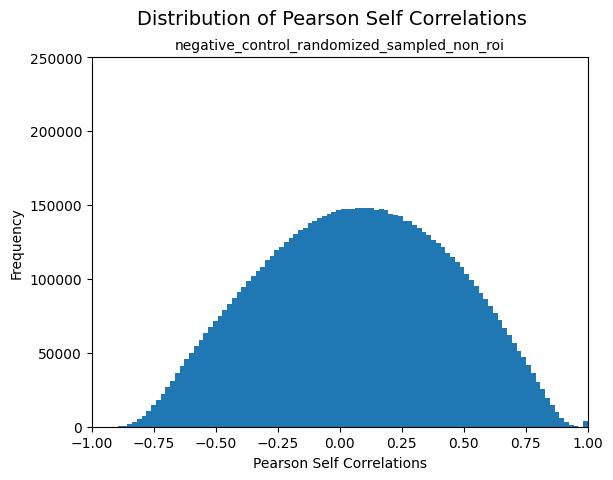 Distribution of Pearson Self Correlations
negative_control_randomized_sampled_non_roi
250000
200000
150000
100000
50000
0
Frequency
−1.00 −0.75 −0.50 −0.25 0.00 0.25 0.50 0.75 1.00
Pearson Self Correlations